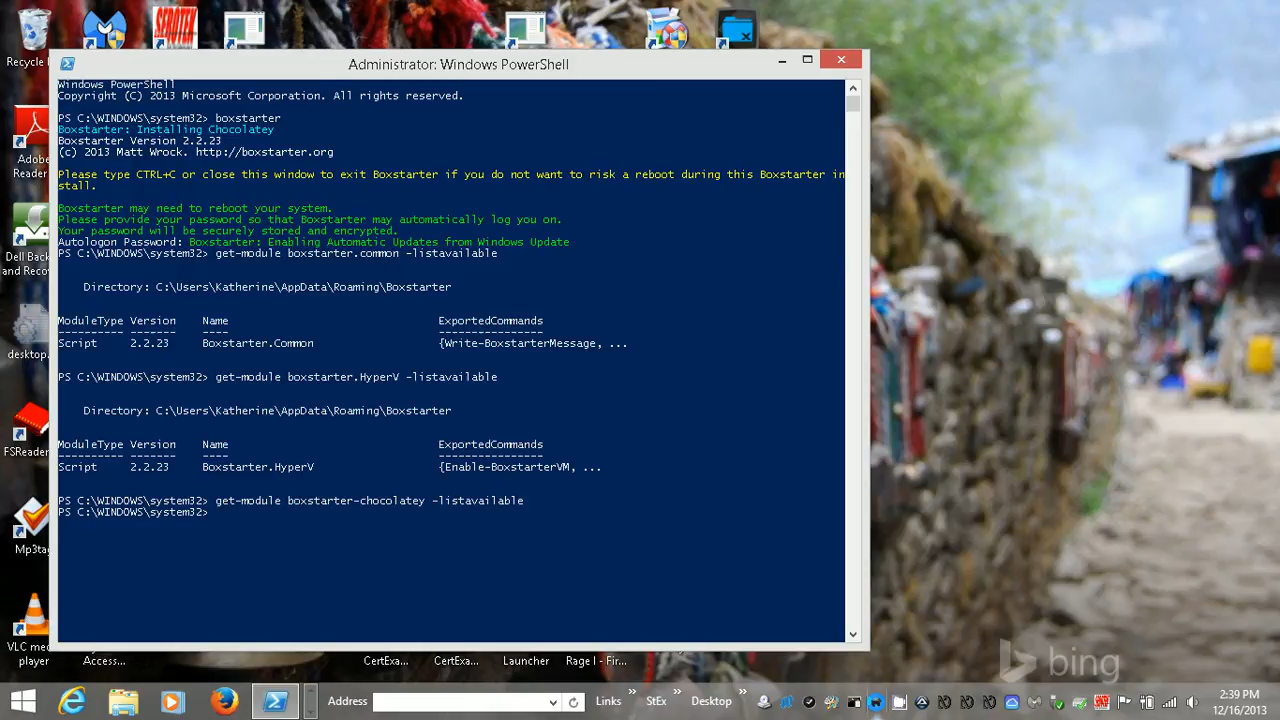 SEROTEK
Recycle
Administrator: Windows PowerShell
Windows PowerShell
Copyright (C) 2013 Microsoft Corporation. All rights reserved.
PS C:\WINDOWS\system32> boxstarter
Boxstarter: Installing Chocolatey
Boxstarter Version 2.2.23
(c) 2013 Matt Wrock. http://boxstarter.org
Please type CTRL+C or close this window to exit Boxstarter if you do not want to risk a reboot during this Boxstarter in
stall.
Boxstarter may need to reboot your system.
Please provide your password so that Boxstarter may automatically log you on.
Your password will be securely stored and encrypted.
Autologon Password: Boxstarter: Enabling Automatic Updates from Windows Update
PS C:\WINDOWS\system32> get-module boxstarter.common -listavailable
Directory: C:\Users\Katherine\AppData\Roaming\Boxstarter
ModuleType Version Name ExportedCommands
---------- ------- ---- ----------------
Script 2.2.23 Boxstarter.Common {Write-BoxstarterMessage, ...
PS C:\WINDOWS\system32> get-module boxstarter.HyperV -listavailable
Directory: C:\Users\Katherine\AppData\Roaming\Boxstarter
ModuleType Version Name ExportedCommands
---------- ------- ---- ----------------
Script 2.2.23 Boxstarter.HyperV {Enable-BoxstarterVM, ...
PS C:\WINDOWS\system32> get-module boxstarter-chocolatey -listavailable
PS C:\WINDOWS\system32>
Adobe
Reader
Dell Back
and Reco
desktop.
FSReader
Mp3tag
VLC med
player
Access...
CertExa...
CertExa...
Launcher
Rage I - Fir...
bing
Address
Links
StEx
Desktop
2:39 PM
12/16/2013